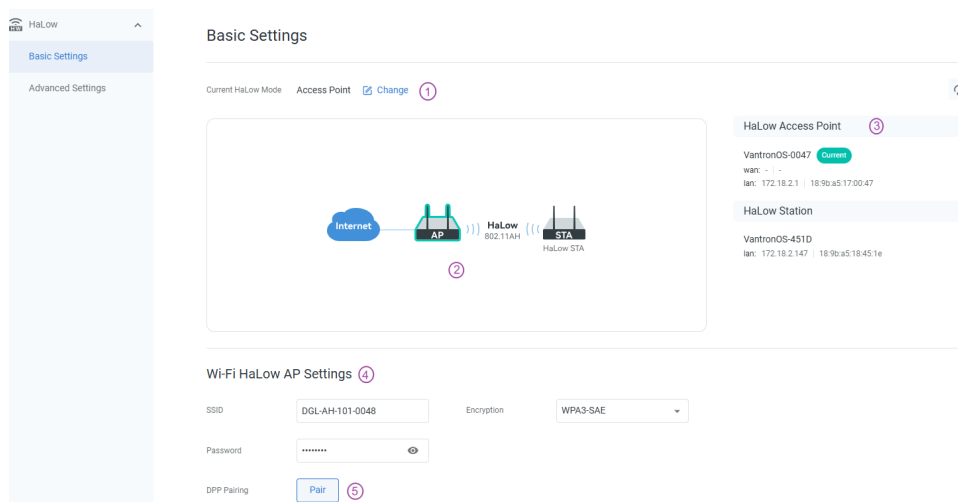 HaLow
HW
Basic Settings
Advanced Settings
Basic Settings
Current HaLow Mode Access Point Change 1
Internet
AP
HaLow
802.11AH
STA
HaLow STA
2
HaLow Access Point 3
VantronOS-0047 Current
wan: - | -
lan: 172.18.2.1 | 18:9b:a5:17:00:47
HaLow Station
VantronOS-451D
lan: 172.18.2.147 | 18:9b:a5:18:45:1e
Wi-Fi HaLow AP Settings 4
SSID DGL-AH-101-0048 Encryption WPA3-SAE
Password ········
DPP Pairing Pair 5